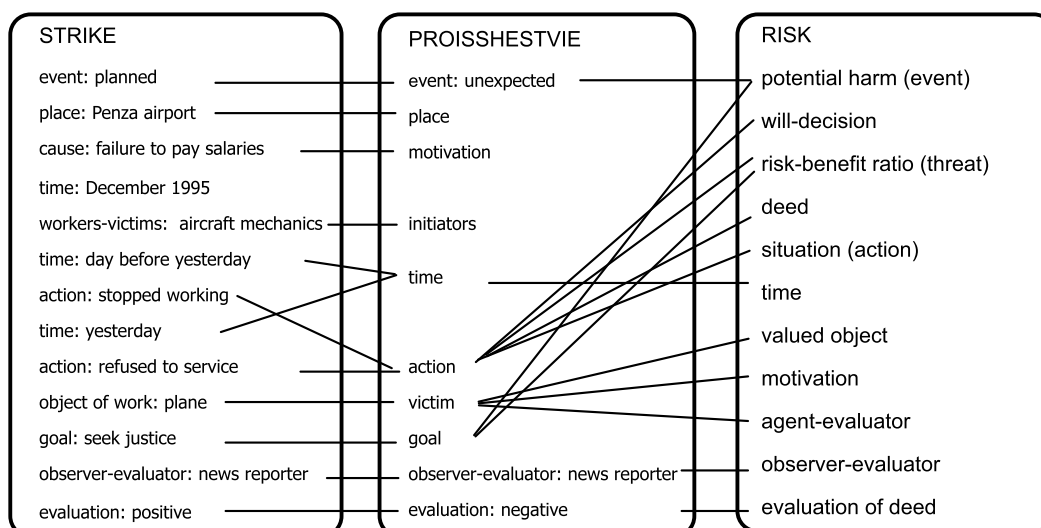 STRIKE
event: planned
place: Penza airport
cause: failure to pay salaries
time: December 1995
workers-victims:  aircraft mechanics
time: day before yesterday
action: stopped working
time: yesterday
action: refused to service
object of work: plane
goal: seek justice
observer-evaluator: news reporter
evaluation: positive
PROISSHESTVIE
event: unexpected
place
motivation
initiators
time
action
victim
goal
observer-evaluator: news reporter
evaluation: negative
RISK
potential harm (event)
will-decision
risk-benefit ratio (threat)
deed
situation (action)
time
valued object
motivation
agent-evaluator
observer-evaluator
evaluation of deed